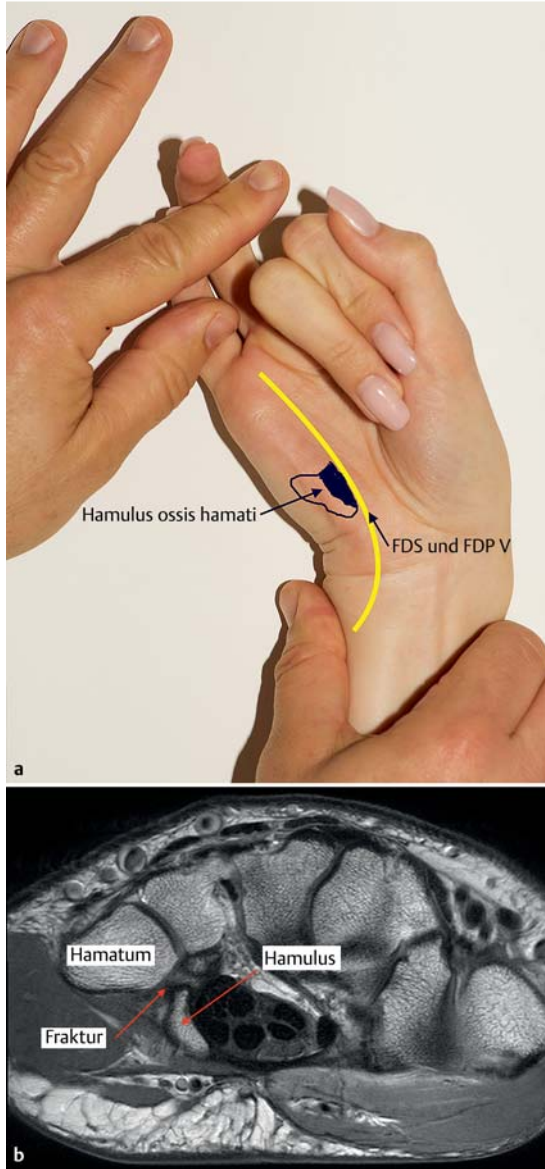 Hamulus ossis hamati
FDS und FDP V
a
Hamatum
Hamulus
Fraktur
b